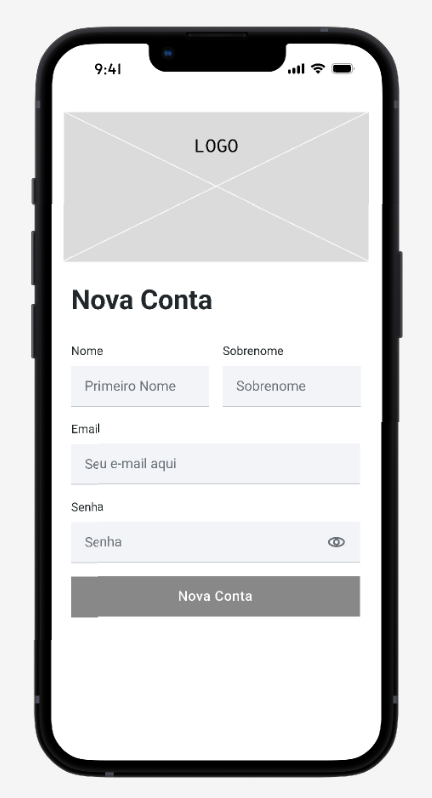 9:41
LOGO
Nova Conta
Nome Sobrenome
Primeiro Nome Sobrenome
Email
Seu e-mail aqui
Senha
Senha
Nova Conta